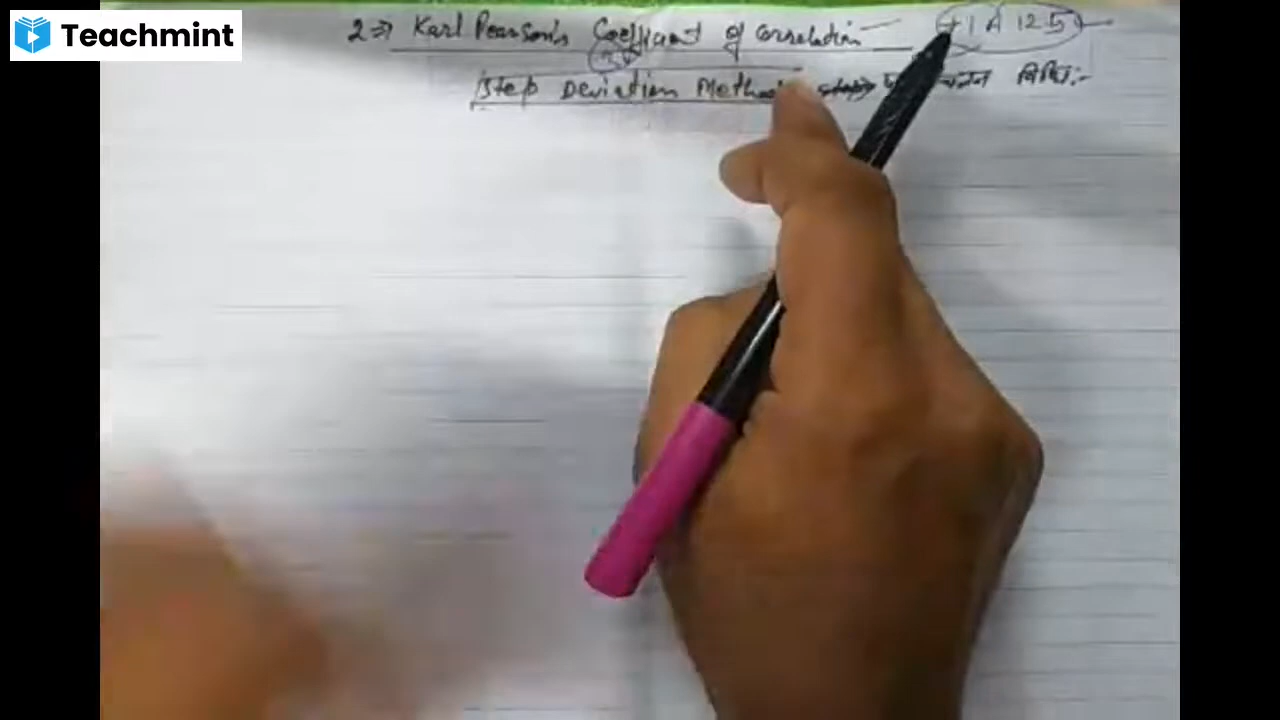 Teachmint
2⇒ Karl Pearson's Coefficient of Correlation
Step Deviation Method विधि:-